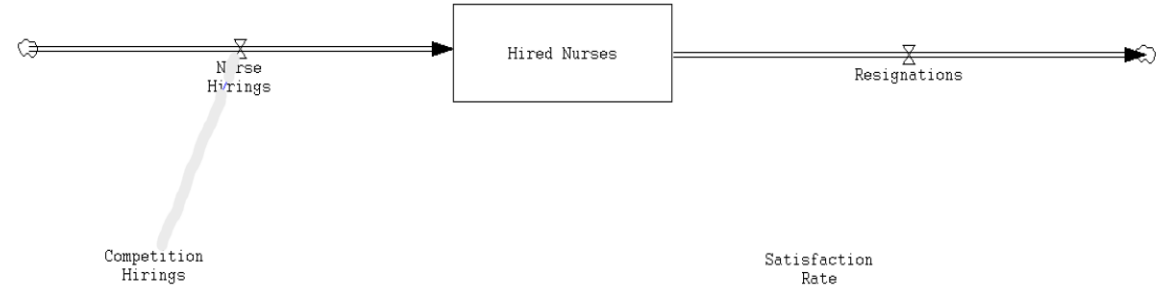 Hired Nurses
Nurse
Hirings
Resignations
Competition
Hirings
Satisfaction
Rate